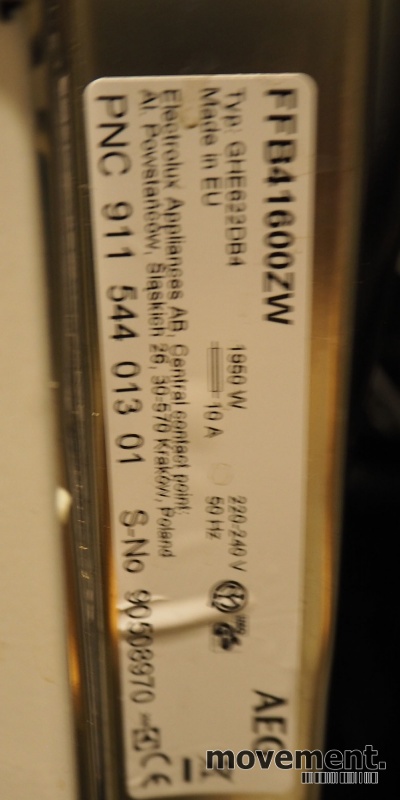 FFB41600ZW
Typ: GHE622DB4 1950 W 220-240 V
Made in EU 10 A 50 Hz
Electrolux Appliances AB, Central contact point:
Al. Powstańców, Śląskich 26, 30-570 Kraków, Poland
PNC 911 544 013 01 S-No
AEG
CE
movement.